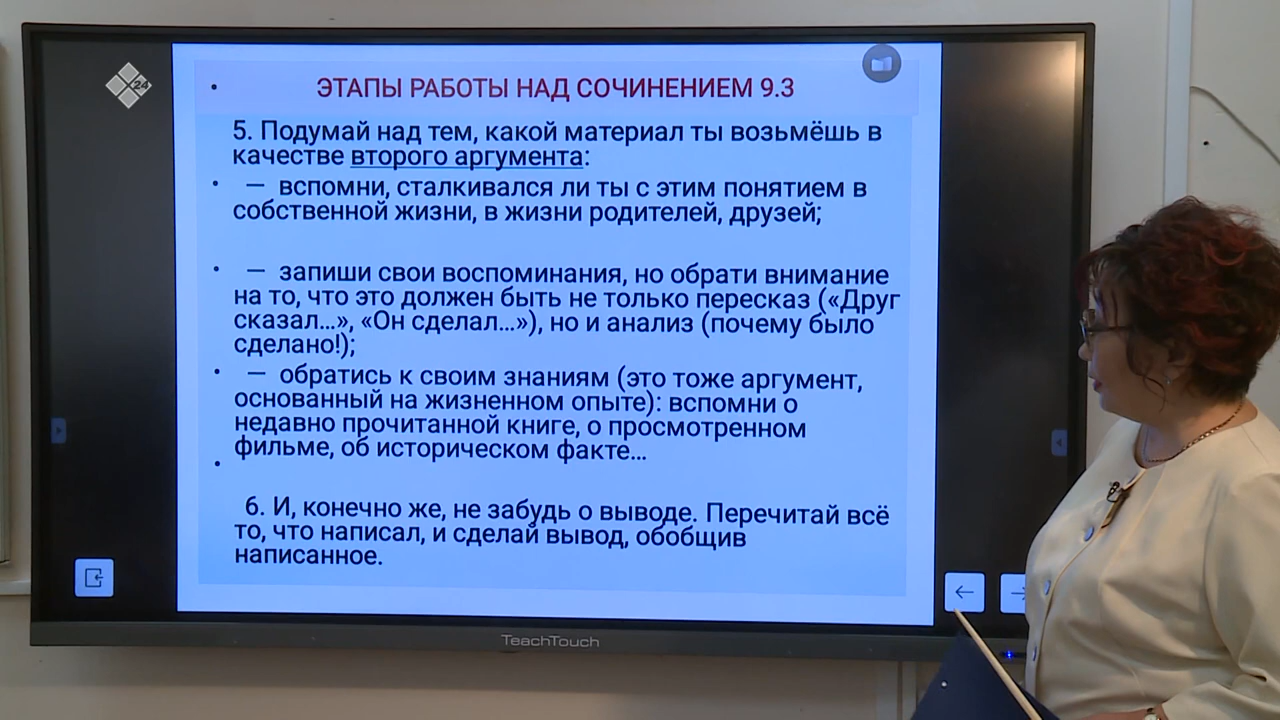 X24
• ЭТАПЫ РАБОТЫ НАД СОЧИНЕНИЕМ 9.3
5. Подумай над тем, какой материал ты возьмёшь в
качестве второго аргумента:
• — вспомни, сталкивался ли ты с этим понятием в
собственной жизни, в жизни родителей, друзей;
• — запиши свои воспоминания, но обрати внимание
на то, что это должен быть не только пересказ («Друг
сказал…», «Он сделал…»), но и анализ (почему было
сделано!);
• — обратись к своим знаниям (это тоже аргумент,
основанный на жизненном опыте): вспомни о
недавно прочитанной книге, о просмотренном
фильме, об историческом факте…
•
6. И, конечно же, не забудь о выводе. Перечитай всё
то, что написал, и сделай вывод, обобщив
написанное.
TeachTouch